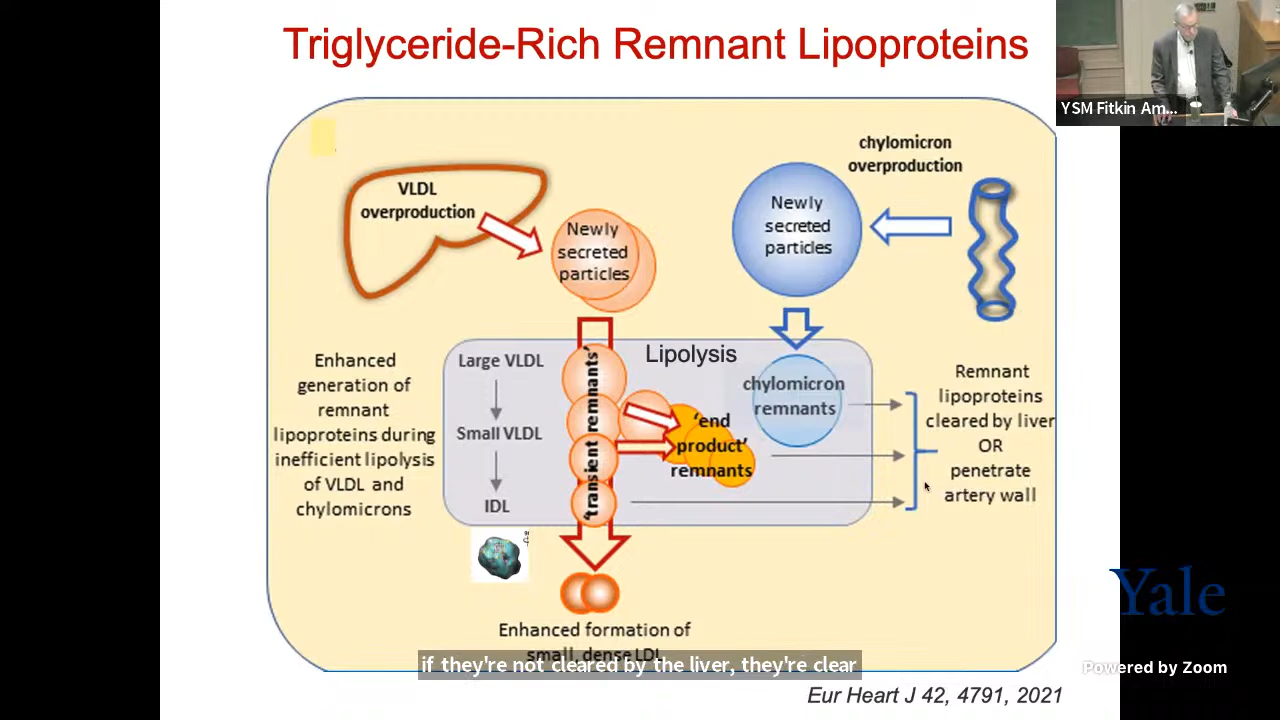 Triglyceride-Rich Remnant Lipoproteins
YSM Fitkin Am...
VLDL
overproduction
Newly
secreted
particles
Newly
secreted
particles
chylomicron
overproduction
Enhanced
generation of
remnant
lipoproteins during
inefficient lipolysis
of VLDL and
chylomicrons
Large VLDL
Small VLDL
IDL
'transient remnants'
Lipolysis
'end
product'
remnants
chylomicron
remnants
Remnant
lipoproteins
cleared by liver
OR
penetrate
artery wall
Enhanced formation of
small, dense LDL
if they're not cleared by the liver, they're clear
Eur Heart J 42, 4791, 2021
Yale
Powered by Zoom